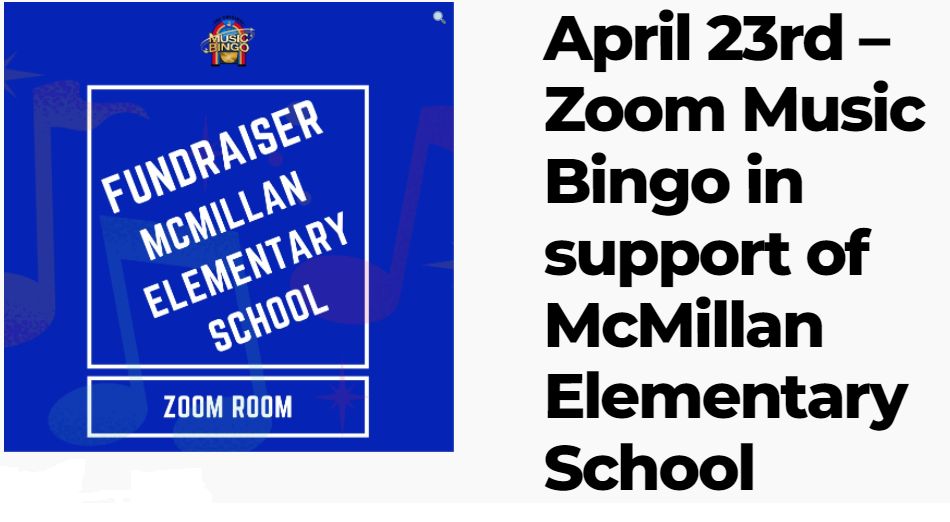 MUSIC
BINGO
FUNDRAISER
MCMILLAN
ELEMENTARY
SCHOOL
ZOOM ROOM
April 23rd –
Zoom Music
Bingo in
support of
McMillan
Elementary
School